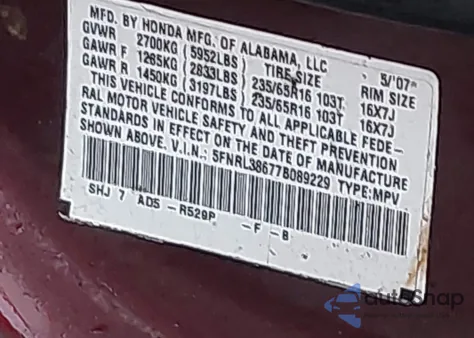 MFD. BY HONDA MFG. OF ALABAMA, LLC 5/'07
GVWR 2700KG (5952LBS) TIRE SIZE RIM SIZE
GAWR F 1285KG (2833LBS) 235/65R16 103T 16X7J
GAWR R 1450KG (3197LBS) 235/65R16 103T 16X7J
THIS VEHICLE CONFORMS TO ALL APPLICABLE FEDE-
RAL MOTOR VEHICLE SAFETY AND THEFT PREVENTION
STANDARDS IN EFFECT ON THE DATE OF MANUFACTURE
SHOWN ABOVE. V.I.N.: 5FNRL38677B089229 TYPE:MPV
SHJ 7 AD5 -R529P -F -B
autosnap